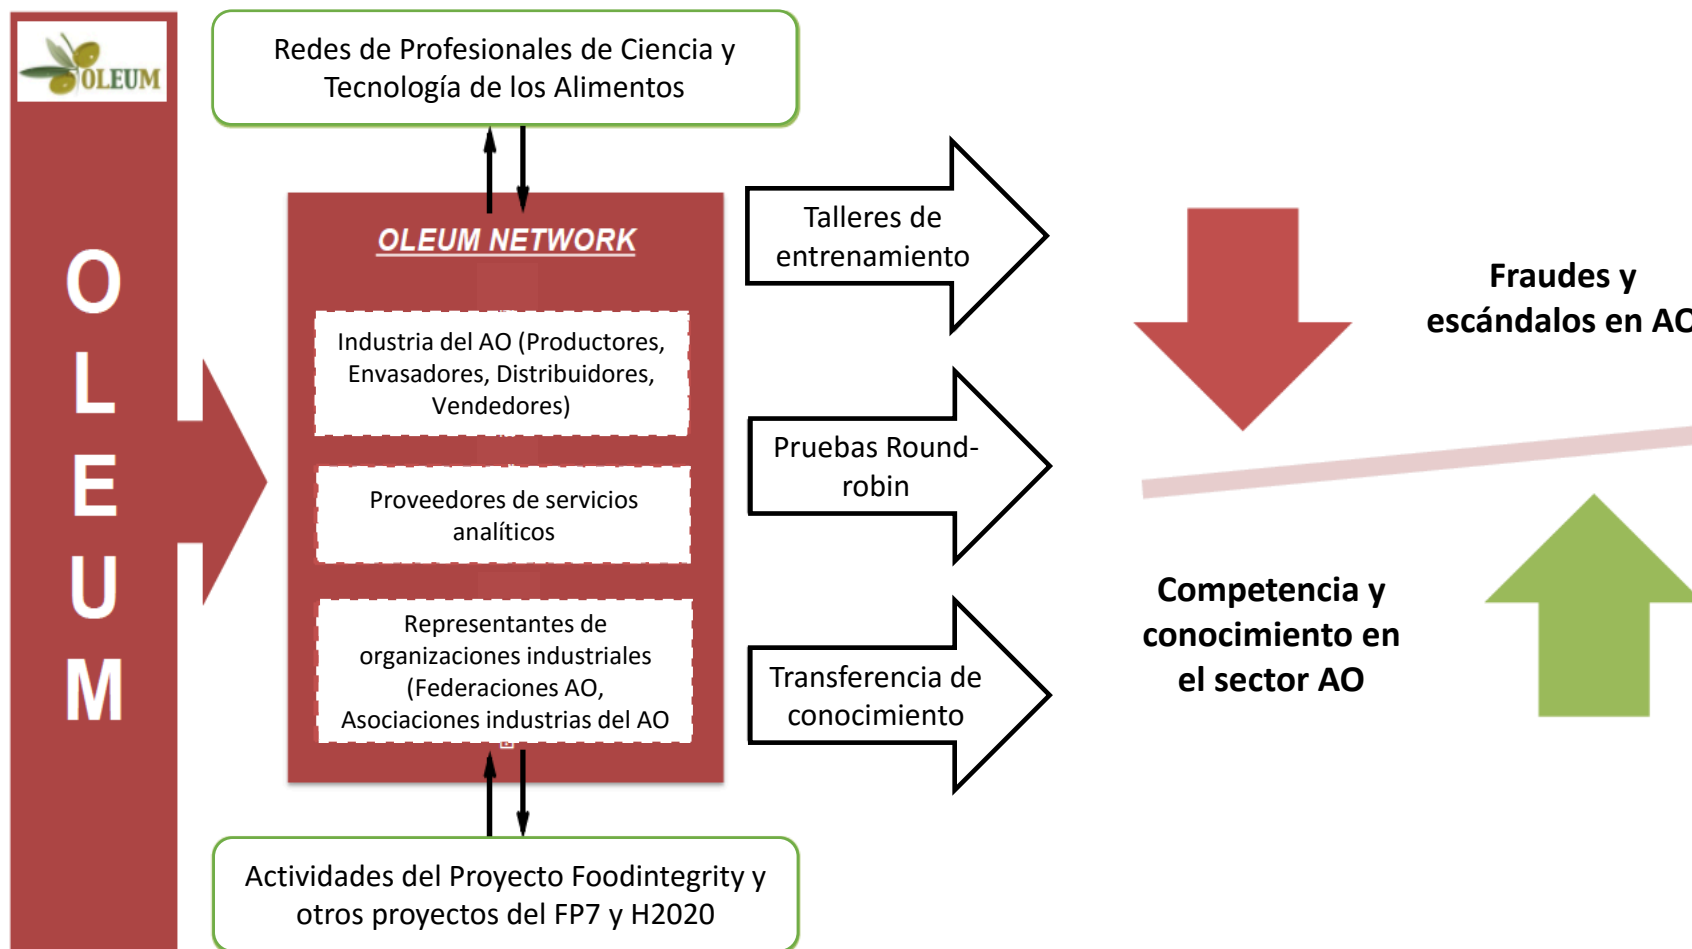 OLEUM
O
L
E
U
M
Redes de Profesionales de Ciencia y
Tecnología de los Alimentos
OLEUM NETWORK
Industria del AO (Productores,
Envasadores, Distribuidores,
Vendedores)
Proveedores de servicios
analíticos
Representantes de
organizaciones industriales
(Federaciones AO,
Asociaciones industrias del AO
Actividades del Proyecto Foodintegrity y
otros proyectos del FP7 y H2020
Talleres de
entrenamiento
Pruebas Round-
robin
Transferencia de
conocimiento
Fraudes y
escándalos en AO
Competencia y
conocimiento en
el sector AO